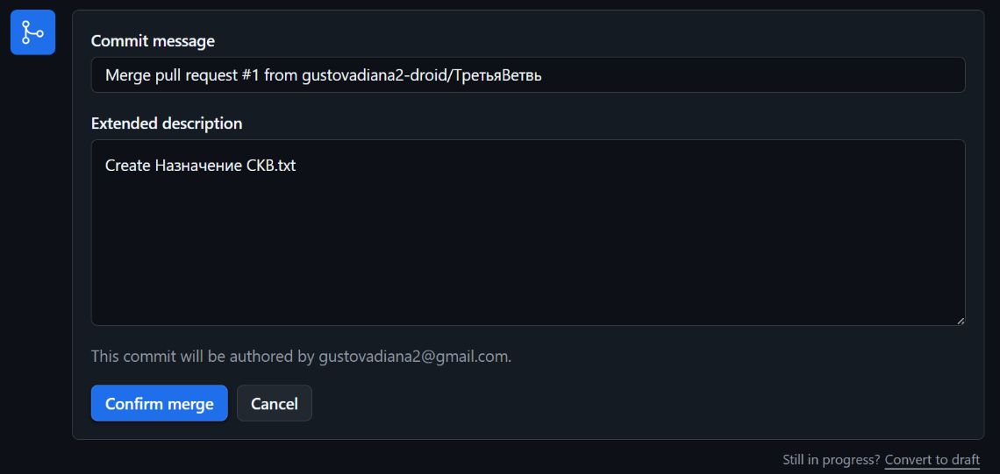 Commit message
Merge pull request #1 from gustovadiana2-droid/ТретьяВетвь
Extended description
Create Назначение СКВ.txt
This commit will be authored by gustovadiana2@gmail.com.
Confirm merge Cancel
Still in progress? Convert to draft